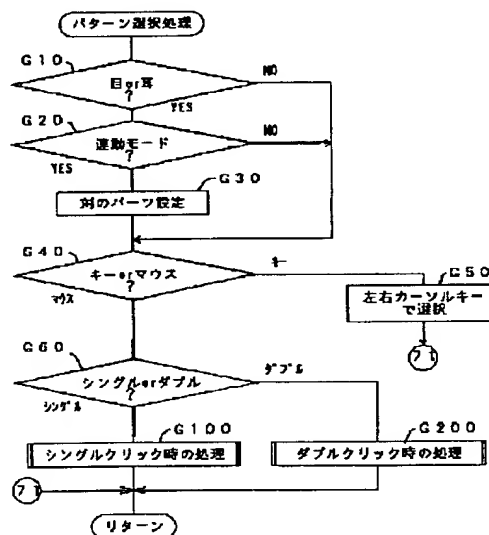 パターン選択処理
G10
目or耳
?
NO
YES
G20
連動モード
?
NO
YES
G30
対のパーツ設定
G40
キーorマウス
?
キー
マウス
G50
左右カーソルキー
で選択
G60
シングルorダブル
?
ダブル
シングル
G100
シングルクリック時の処理
G200
ダブルクリック時の処理
リターン